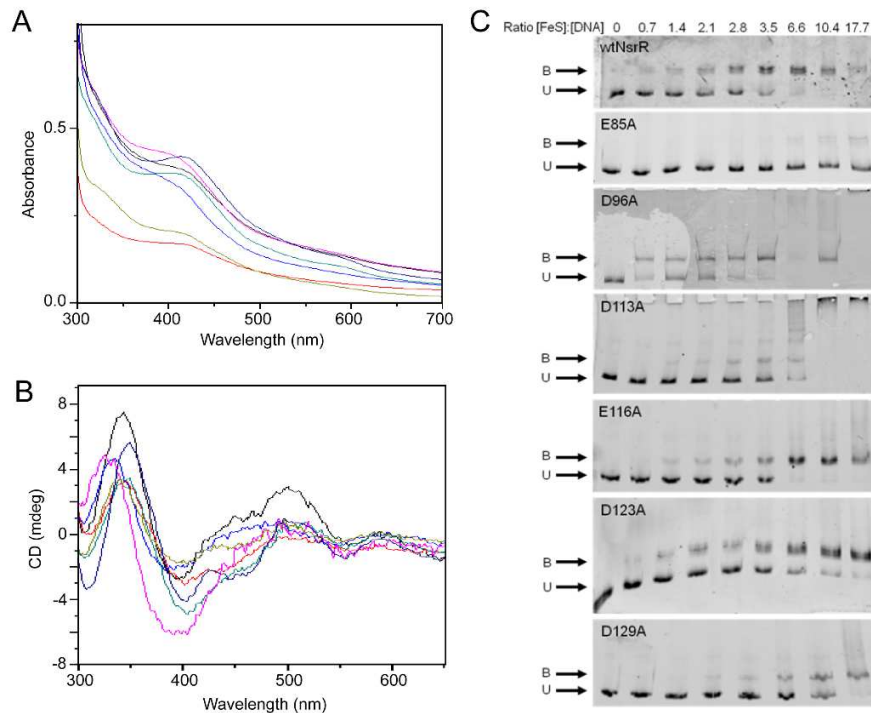 A
0.5
0.0
Absorbance
300 400 500 600 700
Wavelength (nm)
B
8
4
0
-4
-8
CD (mdeg)
300 400 500 600
Wavelength (nm)
C
Ratio [FeS]:[DNA] 0 0.7 1.4 2.1 2.8 3.5 6.6 10.4 17.7
wtNsrR
B
U
E85A
B
U
D96A
B
U
D113A
B
U
E116A
B
U
D123A
B
U
D129A
B
U